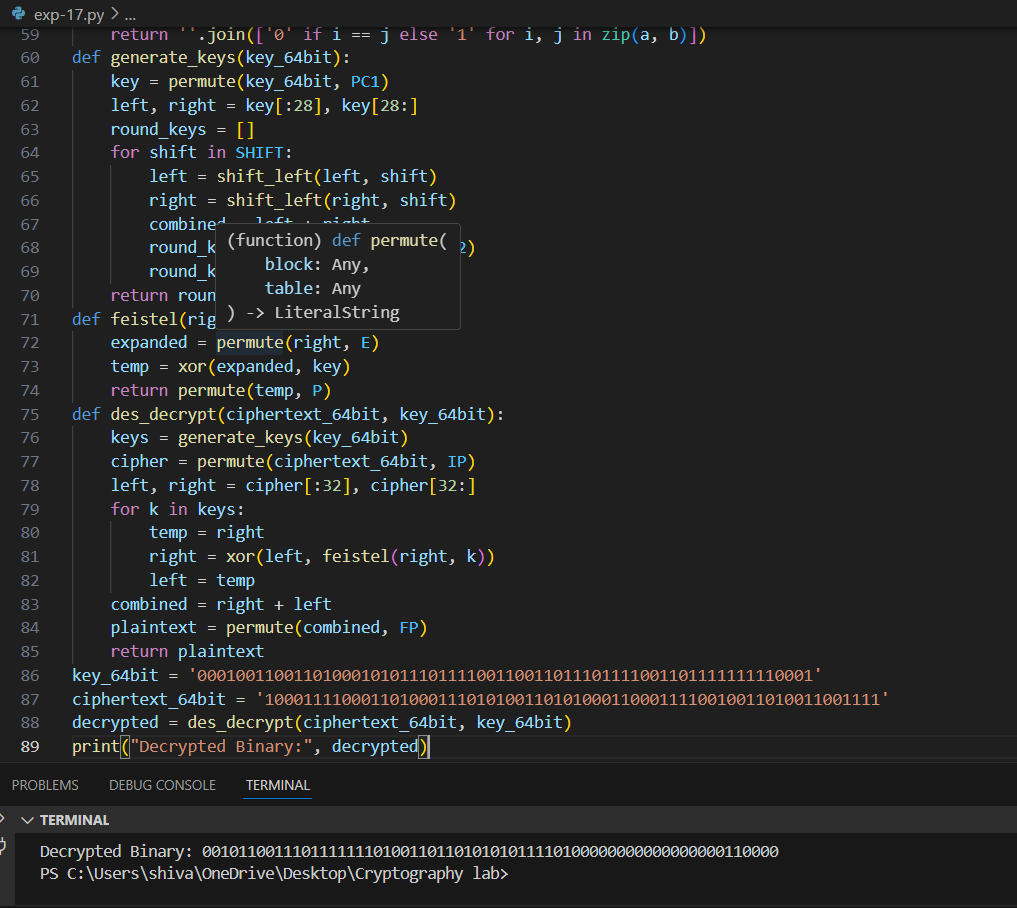 exp-17.py > ...
59 return ''.join(['0' if i == j else '1' for i, j in zip(a, b)])
60 def generate_keys(key_64bit):
61 key = permute(key_64bit, PC1)
62 left, right = key[:28], key[28:]
63 round_keys = []
64 for shift in SHIFT:
65 left = shift_left(left, shift)
66 right = shift_left(right, shift)
67 combined = left + right
68 round_k 2)
69 round_k
70 return roun
71 def feistel(rig
(function) def permute(
block: Any,
table: Any
) -> LiteralString
72 expanded = permute(right, E)
73 temp = xor(expanded, key)
74 return permute(temp, P)
75 def des_decrypt(ciphertext_64bit, key_64bit):
76 keys = generate_keys(key_64bit)
77 cipher = permute(ciphertext_64bit, IP)
78 left, right = cipher[:32], cipher[32:]
79 for k in keys:
80 temp = right
81 right = xor(left, feistel(right, k))
82 left = temp
83 combined = right + left
84 plaintext = permute(combined, FP)
85 return plaintext
86 key_64bit = '0001001100110100010101110111100110011011101111001101111111110001'
87 ciphertext_64bit = '1000111100011010001110101001101010001100011110010011010011001111'
88 decrypted = des_decrypt(ciphertext_64bit, key_64bit)
89 print("Decrypted Binary:", decrypted)
PROBLEMS DEBUG CONSOLE TERMINAL
TERMINAL
Decrypted Binary: 0010110011101111111010011011010101011110100000000000000000110000
PS C:\Users\shiva\OneDrive\Desktop\Cryptography lab>